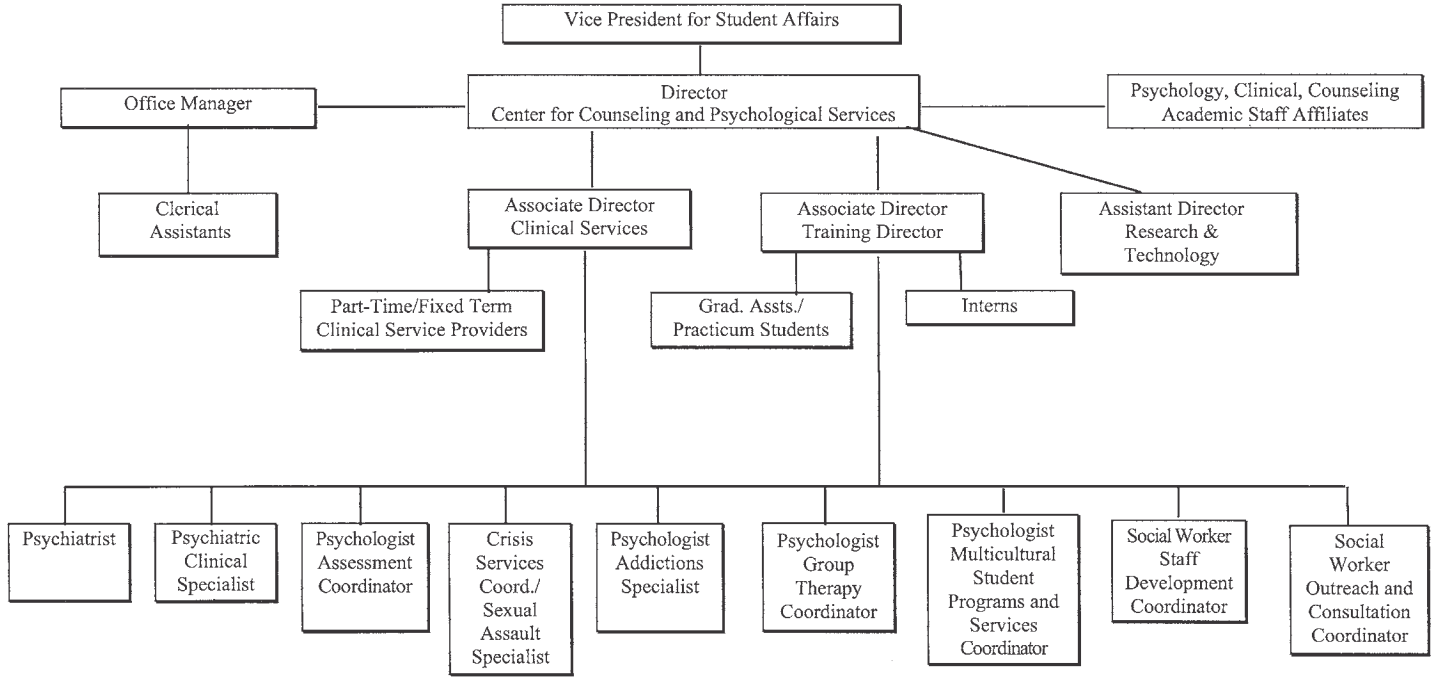 Vice President for Student Affairs
Office Manager
Director
Center for Counseling and Psychological Services
Psychology, Clinical, Counseling
Academic Staff Affiliates
Clerical
Assistants
Associate Director
Clinical Services
Associate Director
Training Director
Assistant Director
Research &
Technology
Part-Time/Fixed Term
Clinical Service Providers
Grad. Assts./
Practicum Students
Interns
Psychiatrist
Psychiatric
Clinical
Specialist
Psychologist
Assessment
Coordinator
Crisis
Services
Coord./
Sexual
Assault
Specialist
Psychologist
Addictions
Specialist
Psychologist
Group
Therapy
Coordinator
Psychologist
Multicultural
Student
Programs and
Services
Coordinator
Social Worker
Staff
Development
Coordinator
Social
Worker
Outreach and
Consultation
Coordinator